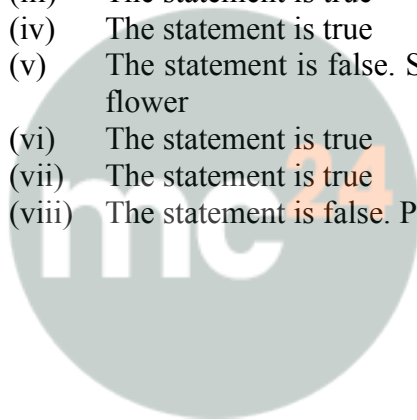 The statement is true
(iv) The statement is true
(v) The statement is false. S
flower
(vi) The statement is true
(vii) The statement is true
(viii) The statement is false. P
mc24